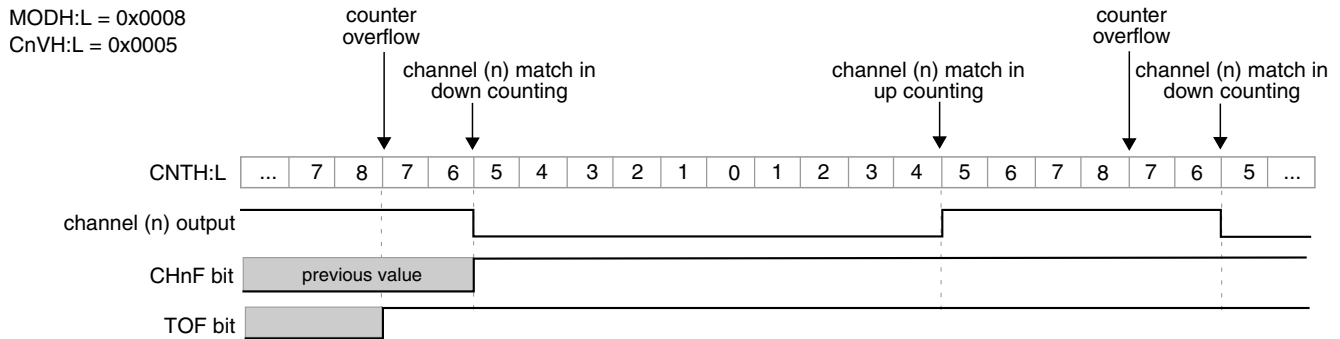 MODH:L = 0x0008
CnVH:L = 0x0005
counter
overflow
channel (n) match in
down counting
channel (n) match in
up counting
counter
overflow
channel (n) match in
down counting
CNTH:L ... 7 8 7 6 5 4 3 2 1 0 1 2 3 4 5 6 7 8 7 6 5 ...
channel (n) output
CHnF bit previous value
TOF bit